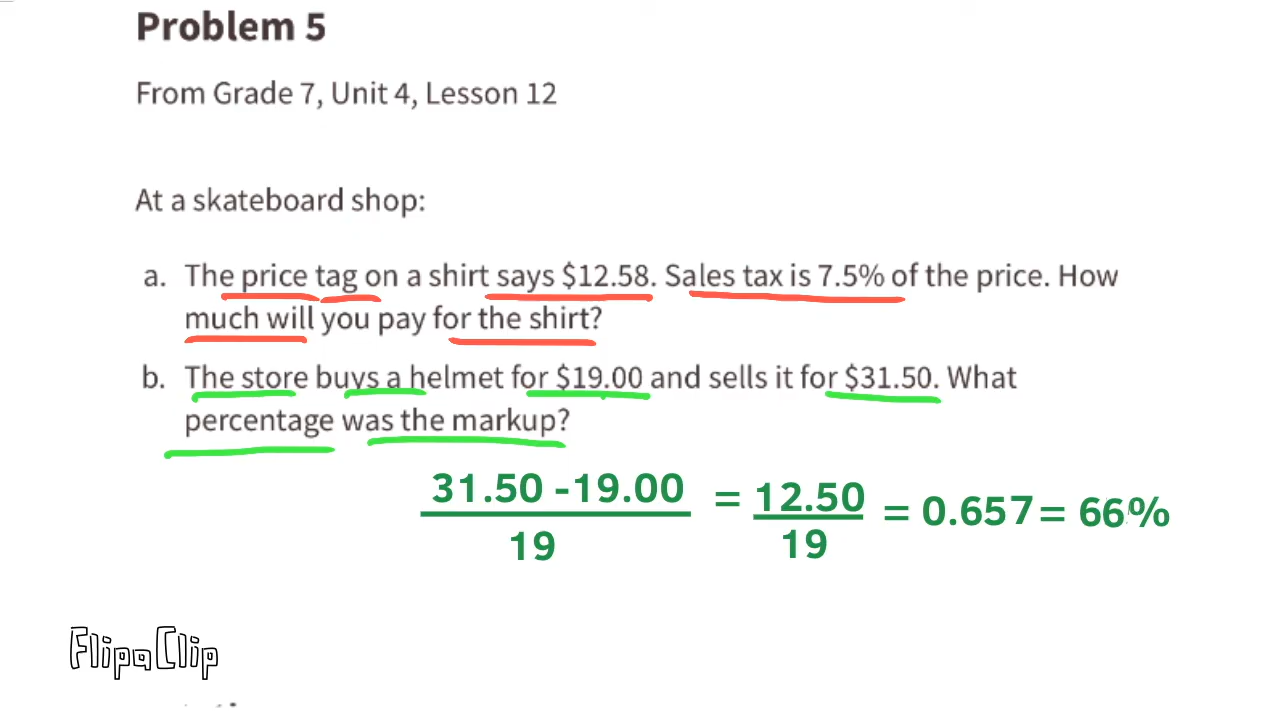 Problem 5
From Grade 7, Unit 4, Lesson 12
At a skateboard shop:
a. The price tag on a shirt says $12.58. Sales tax is 7.5% of the price. How
much will you pay for the shirt?
b. The store buys a helmet for $19.00 and sells it for $31.50. What
percentage was the markup?
31.50 -19.00 = 12.50 = 0.657 = 66%
19 19
FlipaClip